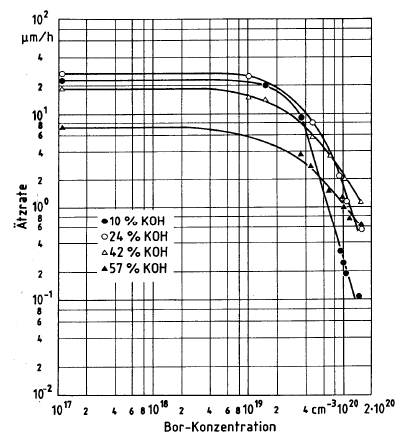 10²
µm/h
4
2
10¹
8
6
4
2
10⁰
8
6
4
2
10⁻¹
8
6
4
2
10⁻²
Ätzrate
● 10 % KOH
○ 24 % KOH
△ 42 % KOH
▲ 57 % KOH
10¹⁷ 2 4 6 8 10¹⁸ 2 4 6 8 10¹⁹ 2 4 cm⁻³ 10²⁰ 2·10²⁰
Bor-Konzentration